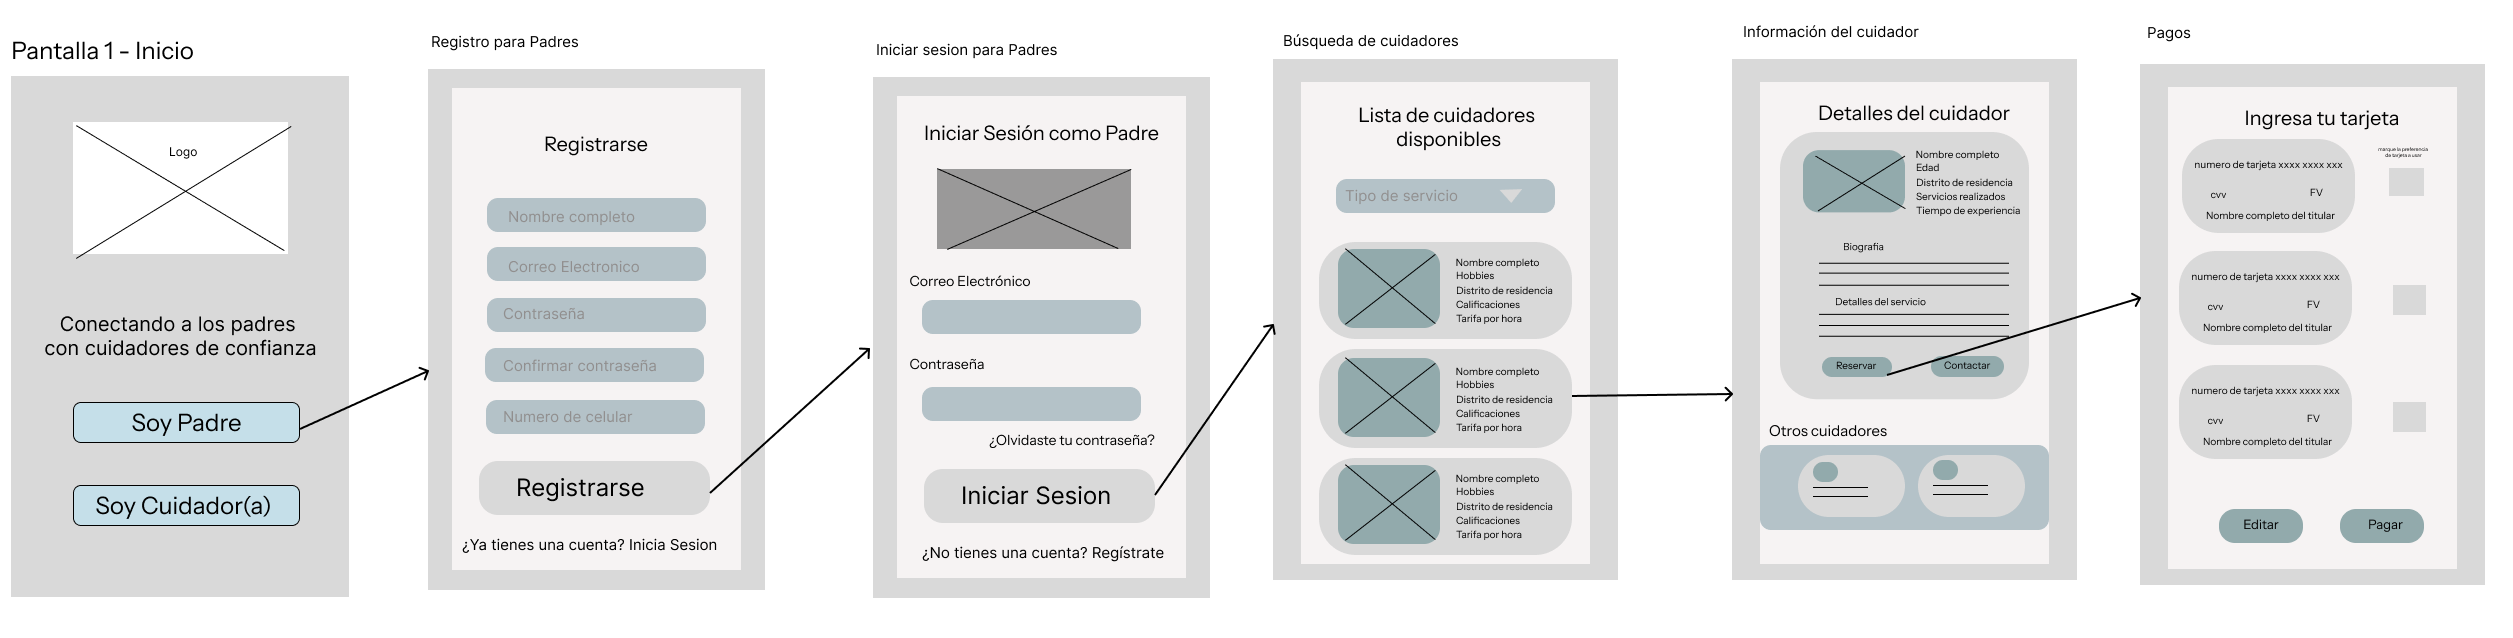 Pantalla 1 - Inicio
Logo
Conectando a los padres
con cuidadores de confianza
Soy Padre
Soy Cuidador(a)
Registro para Padres
Registrarse
Nombre completo
Correo Electronico
Contraseña
Confirmar contraseña
Numero de celular
Registrarse
¿Ya tienes una cuenta? Inicia Sesion
Iniciar sesion para Padres
Iniciar Sesión como Padre
Correo Electrónico
Contraseña
¿Olvidaste tu contraseña?
Iniciar Sesion
¿No tienes una cuenta? Regístrate
Búsqueda de cuidadores
Lista de cuidadores
disponibles
Tipo de servicio
Nombre completo
Hobbies
Distrito de residencia
Calificaciones
Tarifa por hora
Nombre completo
Hobbies
Distrito de residencia
Calificaciones
Tarifa por hora
Nombre completo
Hobbies
Distrito de residencia
Calificaciones
Tarifa por hora
Información del cuidador
Detalles del cuidador
Nombre completo
Edad
Distrito de residencia
Servicios realizados
Tiempo de experiencia
Biografia
Detalles del servicio
Reservar
Contactar
Otros cuidadores
Pagos
Ingresa tu tarjeta
marque la preferencia
de tarjeta a usar
numero de tarjeta xxxx xxxx xxx
cvv
FV
Nombre completo del titular
numero de tarjeta xxxx xxxx xxx
cvv
FV
Nombre completo del titular
numero de tarjeta xxxx xxxx xxx
cvv
FV
Nombre completo del titular
Editar
Pagar